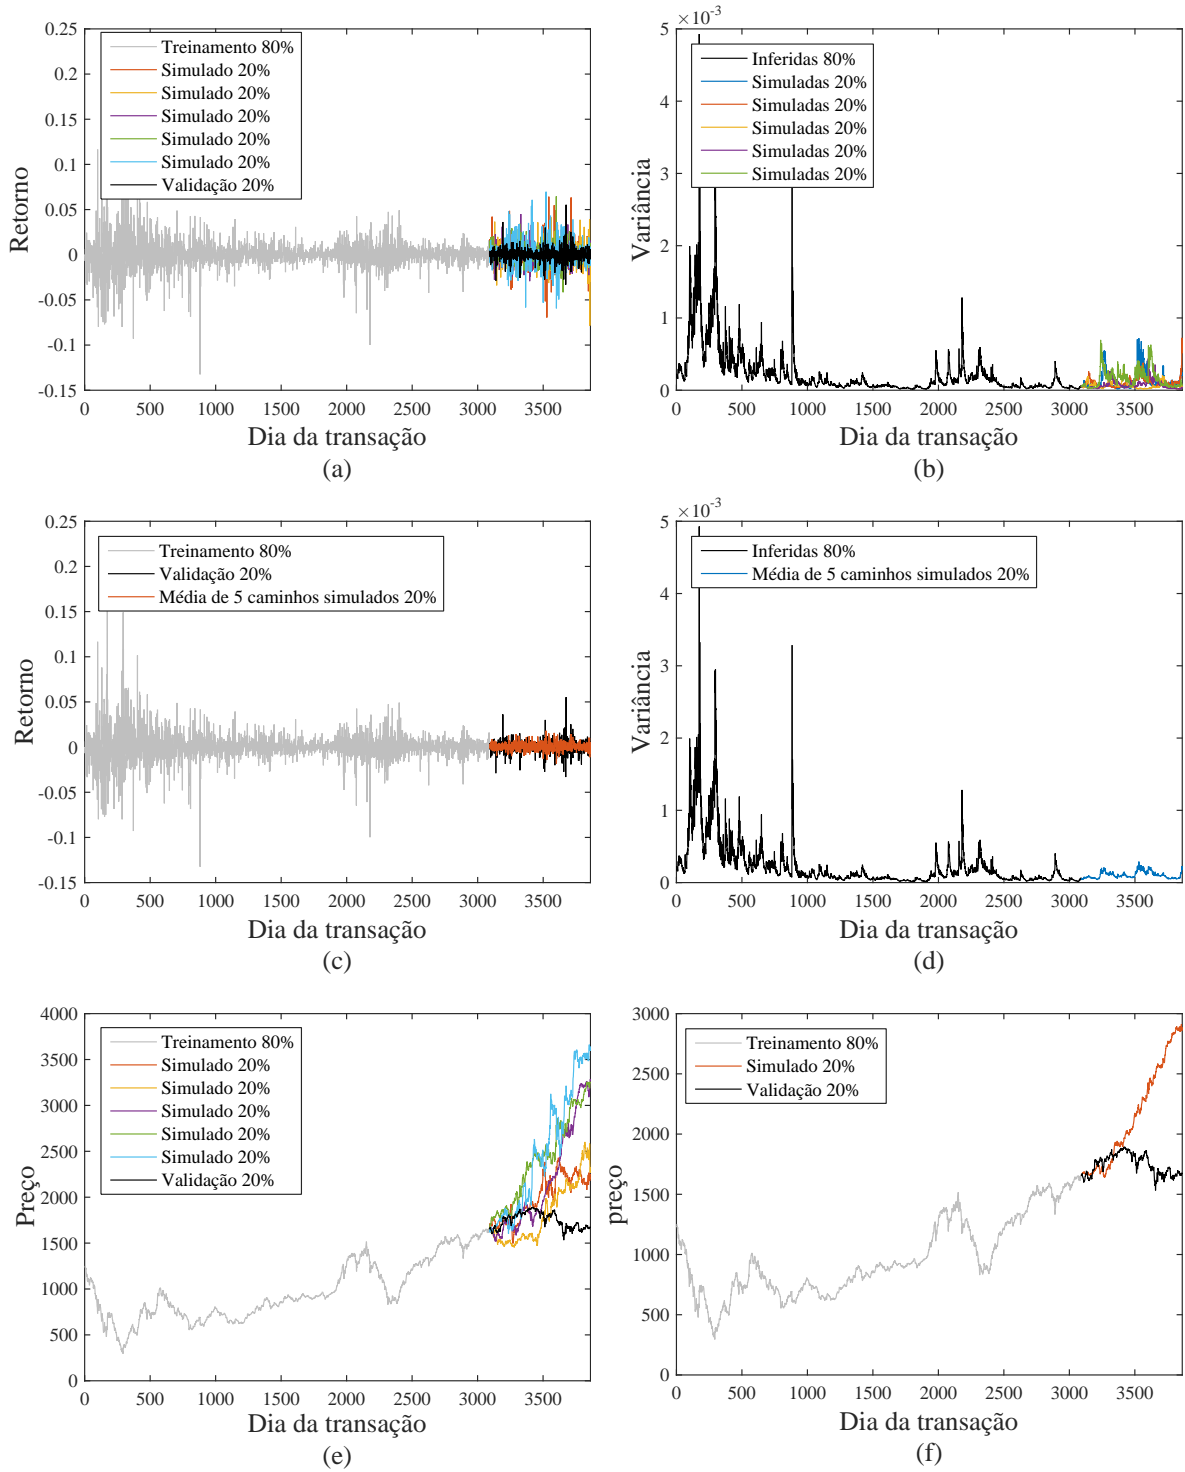 0.25
0.2
0.15
0.1
0.05
0
-0.05
-0.1
-0.15
Retorno
Treinamento 80%
Simulado 20%
Simulado 20%
Simulado 20%
Simulado 20%
Simulado 20%
Validação 20%
0 500 1000 1500 2000 2500 3000 3500
Dia da transação
(a)
×10⁻³
5
4
3
2
1
0
Variância
Inferidas 80%
Simuladas 20%
Simuladas 20%
Simuladas 20%
Simuladas 20%
Simuladas 20%
0 500 1000 1500 2000 2500 3000 3500
Dia da transação
(b)
0.25
0.2
0.15
0.1
0.05
0
-0.05
-0.1
-0.15
Retorno
Treinamento 80%
Validação 20%
Média de 5 caminhos simulados 20%
0 500 1000 1500 2000 2500 3000 3500
Dia da transação
(c)
×10⁻³
5
4
3
2
1
0
Variância
Inferidas 80%
Média de 5 caminhos simulados 20%
0 500 1000 1500 2000 2500 3000 3500
Dia da transação
(d)
4000
3500
3000
2500
2000
1500
1000
500
0
Preço
Treinamento 80%
Simulado 20%
Simulado 20%
Simulado 20%
Simulado 20%
Simulado 20%
Validação 20%
0 500 1000 1500 2000 2500 3000 3500
Dia da transação
(e)
3000
2500
2000
1500
1000
500
0
preço
Treinamento 80%
Simulado 20%
Validação 20%
0 500 1000 1500 2000 2500 3000 3500
Dia da transação
(f)